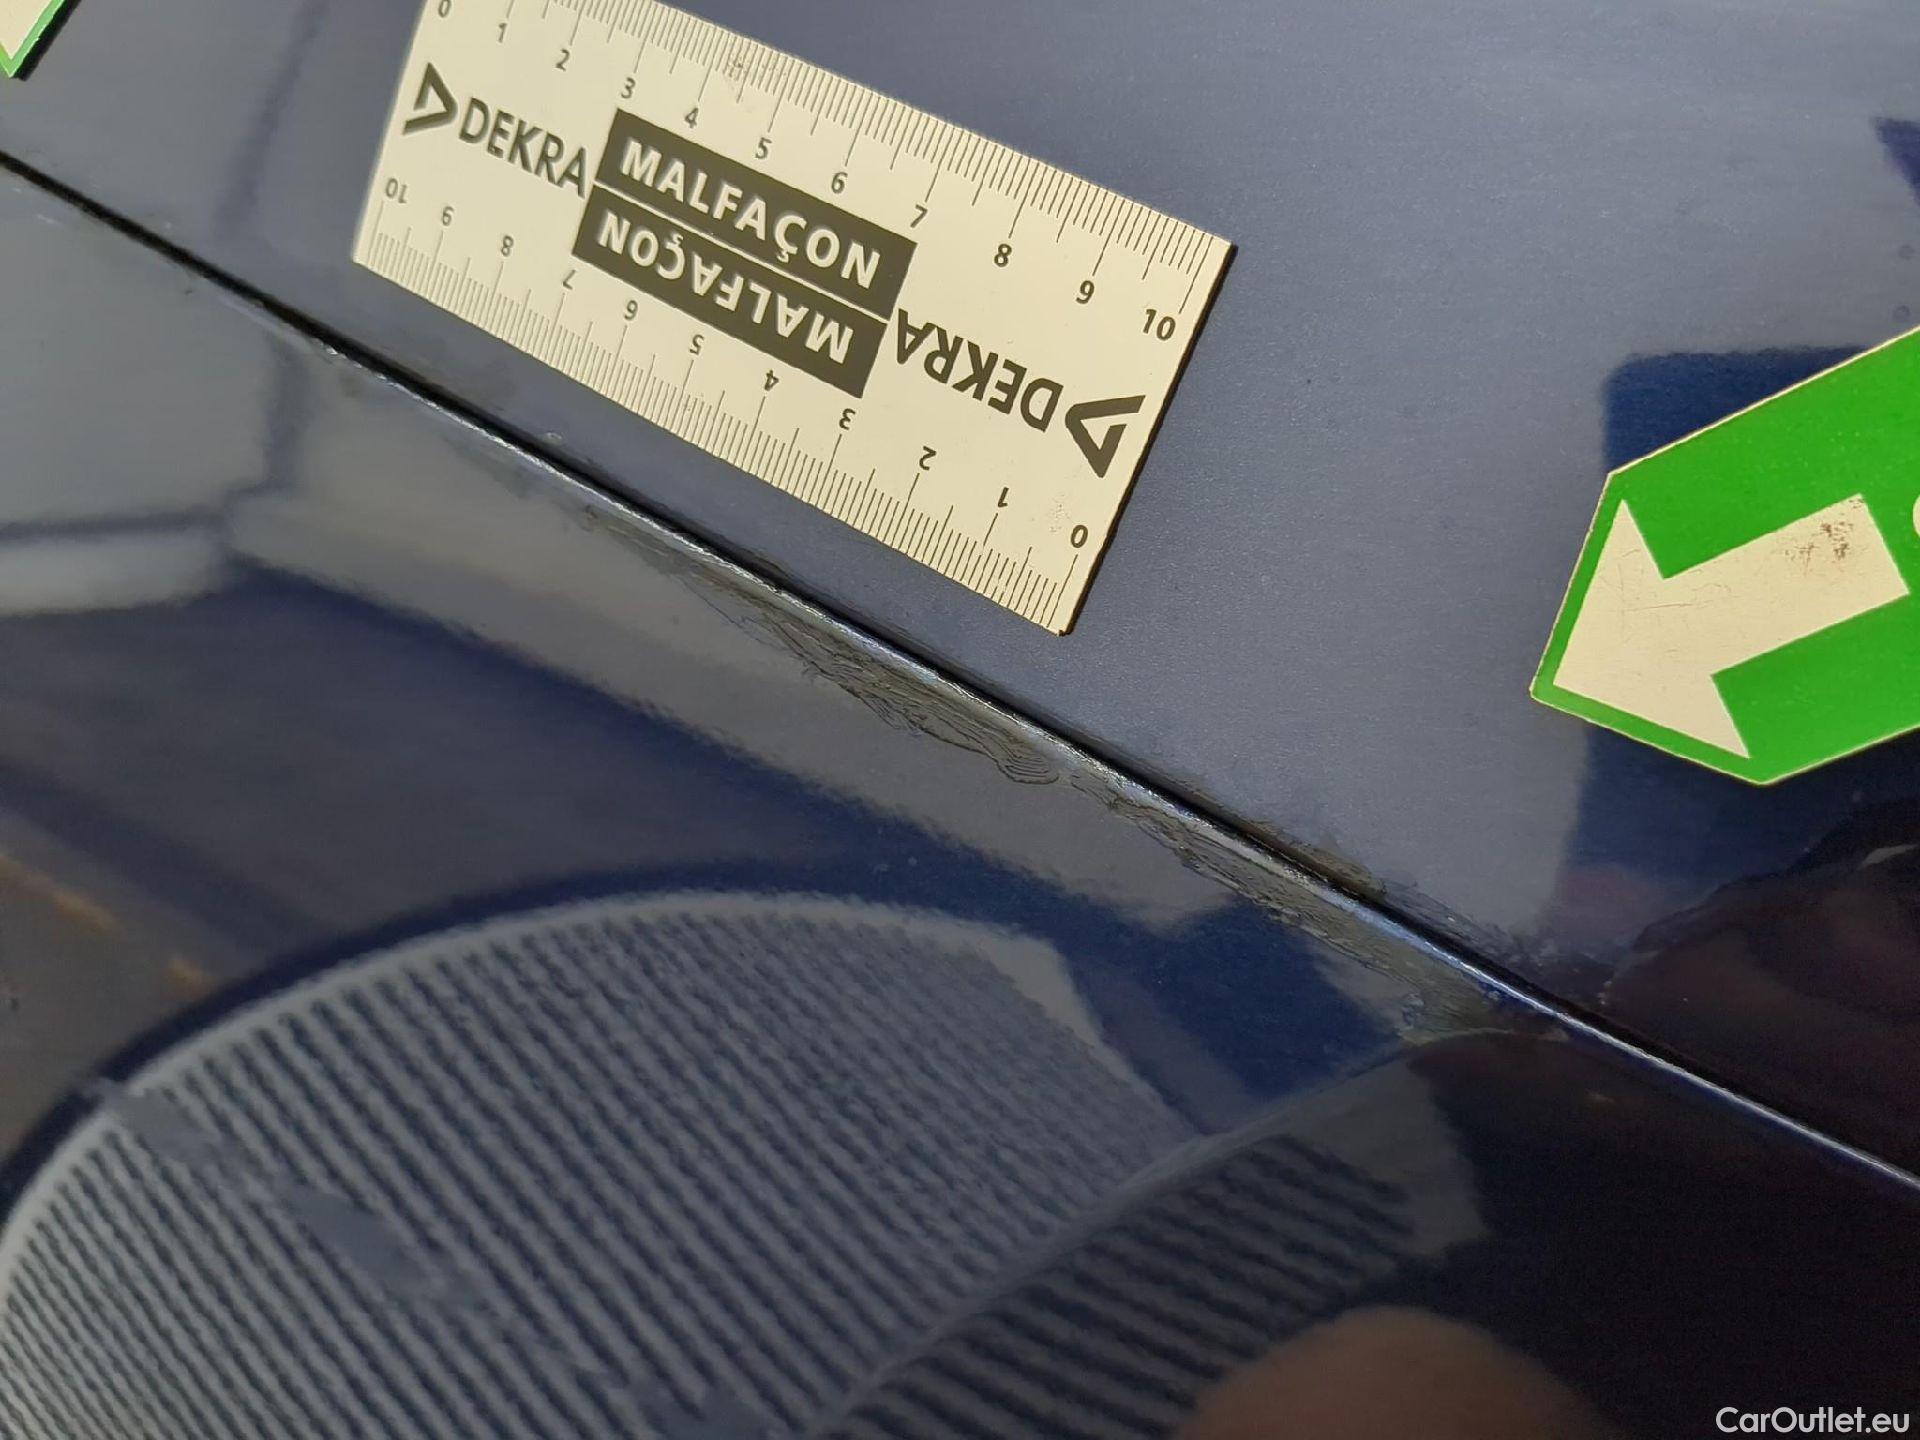 0 1 2 3 4 5 6 7 8 9 10
DEKRA MALFAÇON
MALFAÇON DEKRA
10 9 8 7 6 5 4 3 2 1 0
CarOutlet.eu